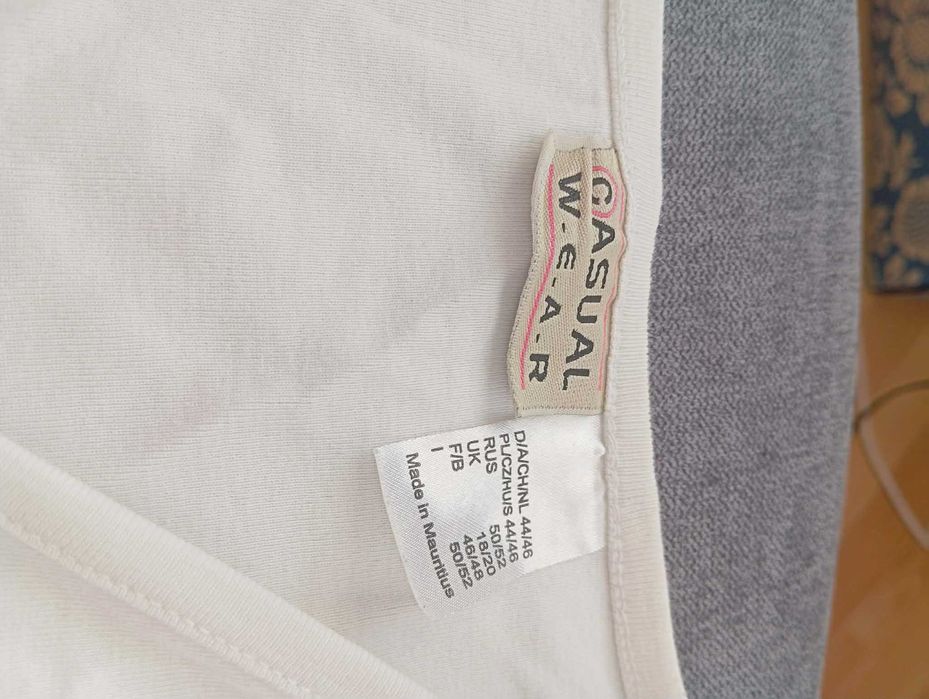 CASUAL
W-E-A-R
D/A/CH/NL 44/46
PL/CZ/HU/S 44/46
RUS 50/52
UK 18/20
F/B 46/48
I 50/52
Made in Mauritius